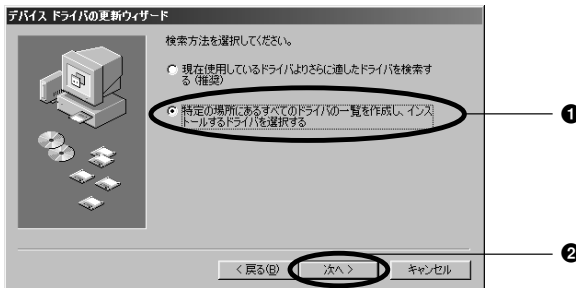 デバイス ドライバの更新ウィザード
検索方法を選択してください。
現在使用しているドライバよりさらに適したドライバを検索す
る (推奨)
特定の場所にあるすべてのドライバの一覧を作成し、インス
トールするドライバを選択する
❶
❷
< 戻る(B)
次へ >
キャンセル